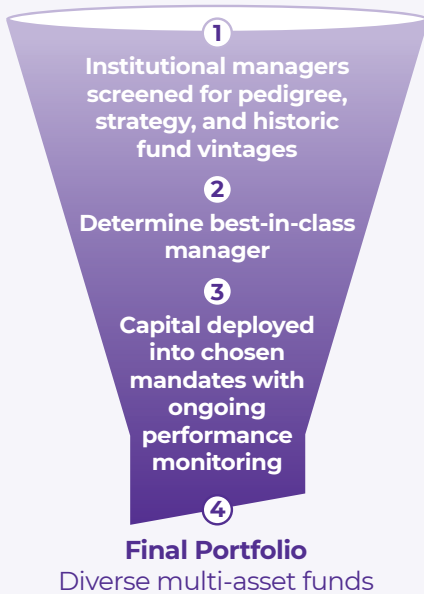 1
Institutional managers
screened for pedigree,
strategy, and historic
fund vintages
2
Determine best-in-class
manager
3
Capital deployed
into chosen
mandates with
ongoing
performance
monitoring
4
Final Portfolio
Diverse multi-asset funds